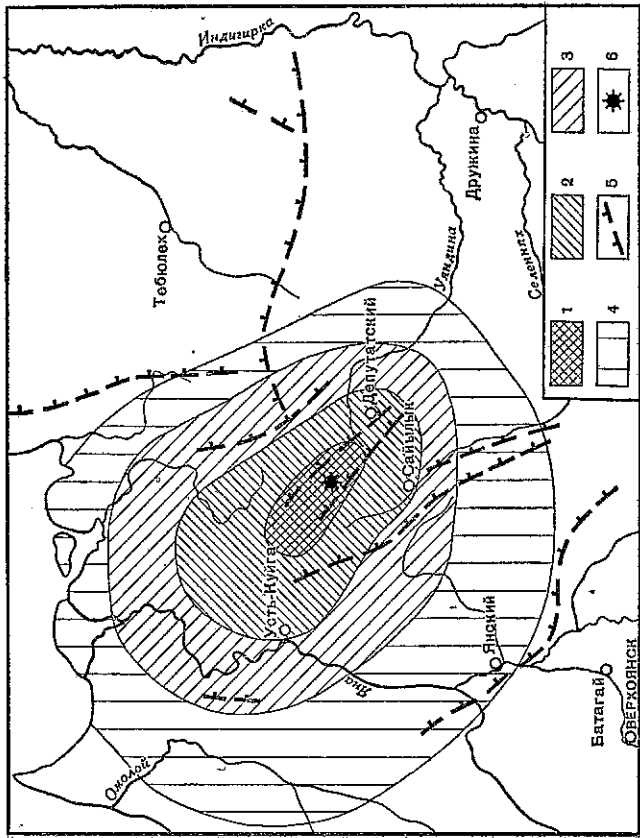 Индигирка
Тебюлех
Дружина
Уяндина
Селеннях
Депутатский
Сайылык
Усть-Куйга
Яна
Янский
Батагай
ВЕРХОЯНСК
Омолой
1
2
3
4
5
6